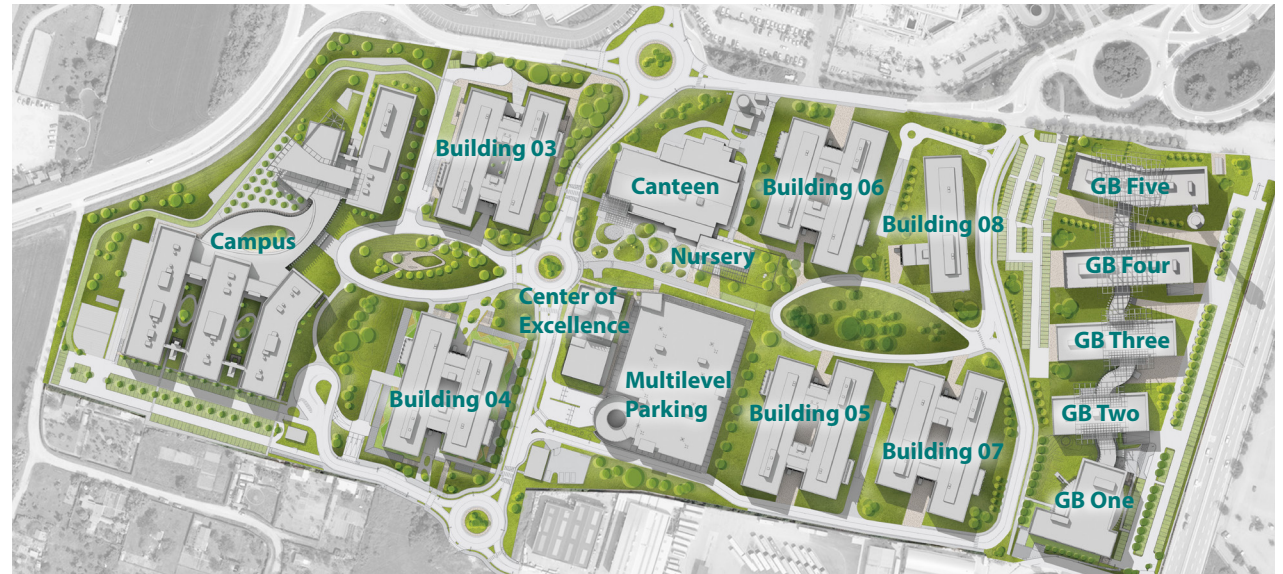 Building 03
Canteen
Building 06
GB Five
Building 08
Campus
Nursery
GB Four
Center of
Excellence
GB Three
Multilevel
Parking
Building 04
Building 05
GB Two
Building 07
GB One